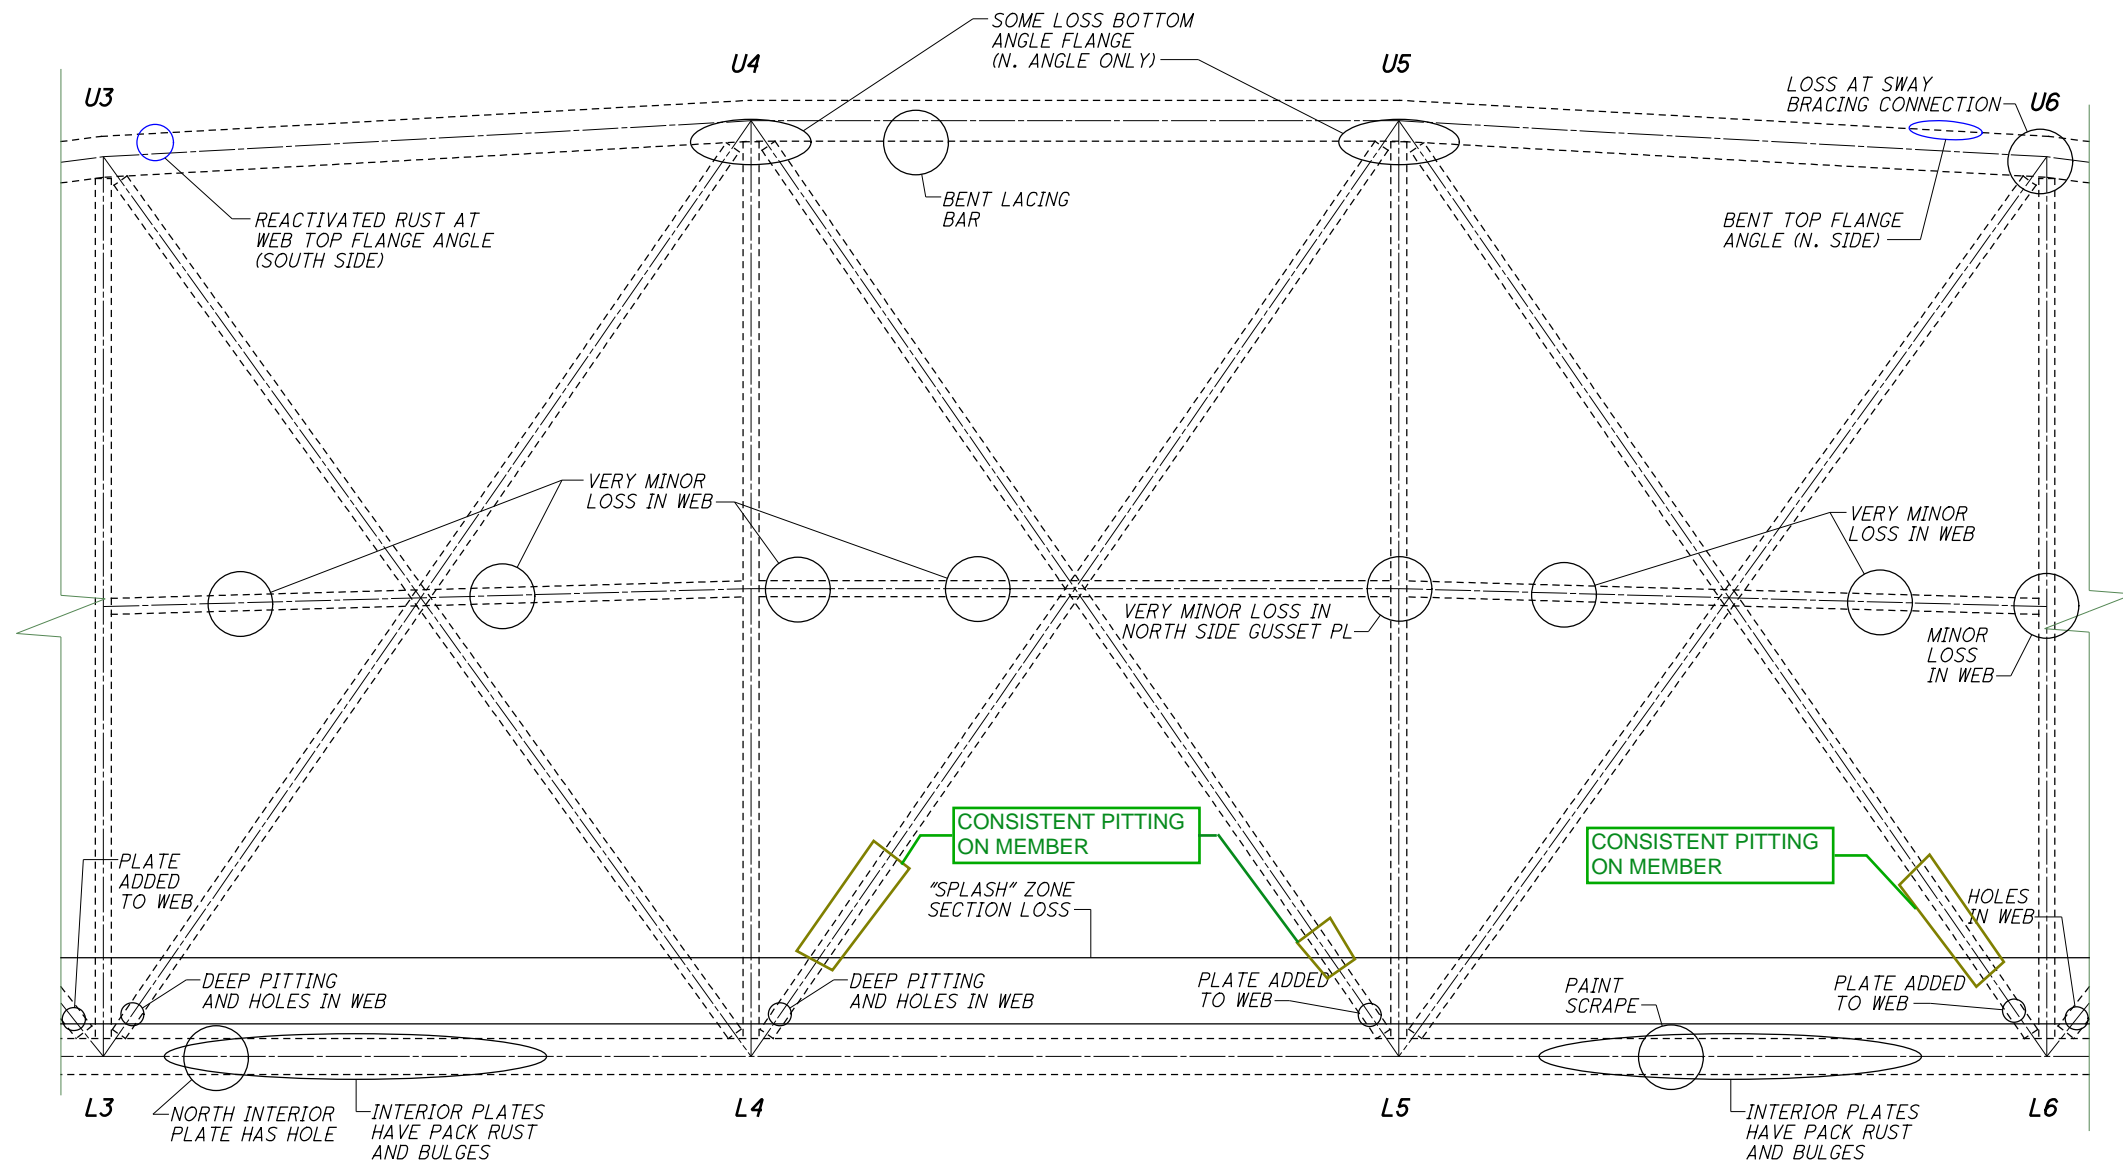 SOME LOSS BOTTOM
ANGLE FLANGE
(N. ANGLE ONLY)
U3
U4
U5
U6
LOSS AT SWAY
BRACING CONNECTION
REACTIVATED RUST AT
WEB TOP FLANGE ANGLE
(SOUTH SIDE)
BENT LACING
BAR
BENT TOP FLANGE
ANGLE (N. SIDE)
VERY MINOR
LOSS IN WEB
VERY MINOR
LOSS IN WEB
VERY MINOR LOSS IN
NORTH SIDE GUSSET PL
MINOR
LOSS
IN WEB
CONSISTENT PITTING
ON MEMBER
CONSISTENT PITTING
ON MEMBER
PLATE
ADDED
TO WEB
"SPLASH" ZONE
SECTION LOSS
HOLES
IN WEB
DEEP PITTING
AND HOLES IN WEB
DEEP PITTING
AND HOLES IN WEB
PLATE ADDED
TO WEB
PAINT
SCRAPE
PLATE ADDED
TO WEB
L3
L4
L5
L6
NORTH INTERIOR
PLATE HAS HOLE
INTERIOR PLATES
HAVE PACK RUST
AND BULGES
INTERIOR PLATES
HAVE PACK RUST
AND BULGES